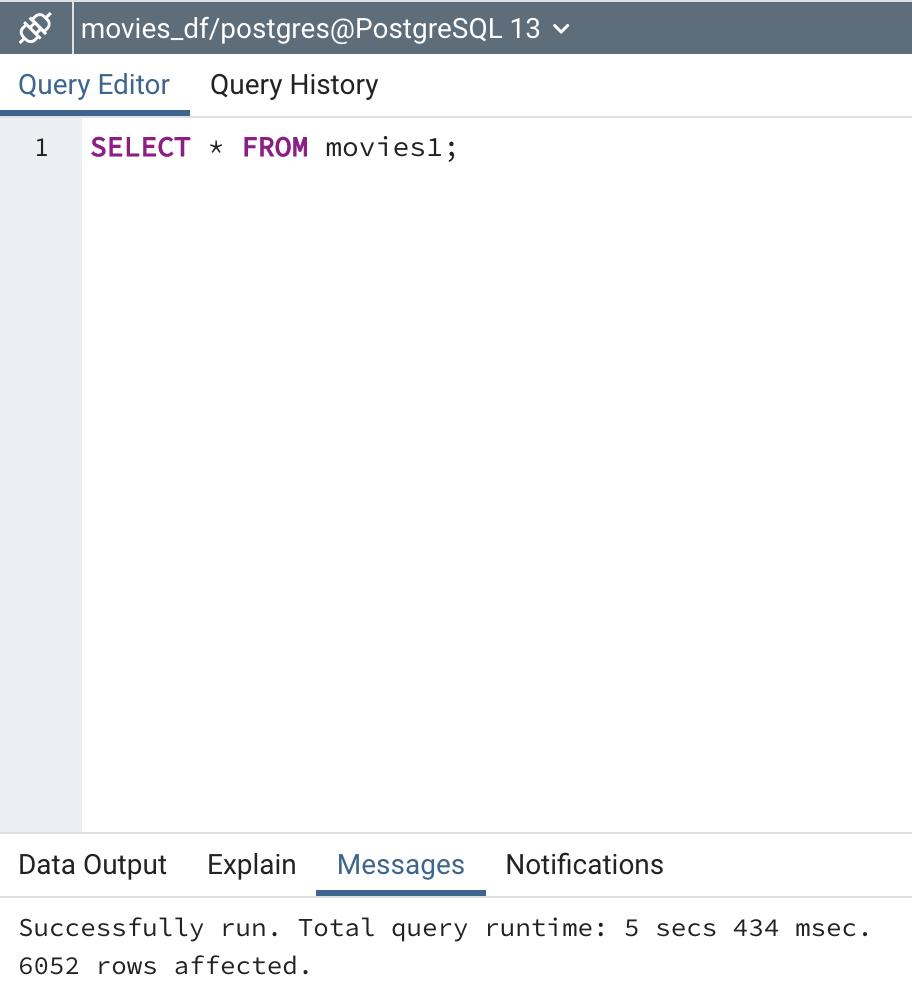 movies_df/postgres@PostgreSQL 13
Query Editor Query History
1 SELECT * FROM movies1;
Data Output Explain Messages Notifications
Successfully run. Total query runtime: 5 secs 434 msec.
6052 rows affected.